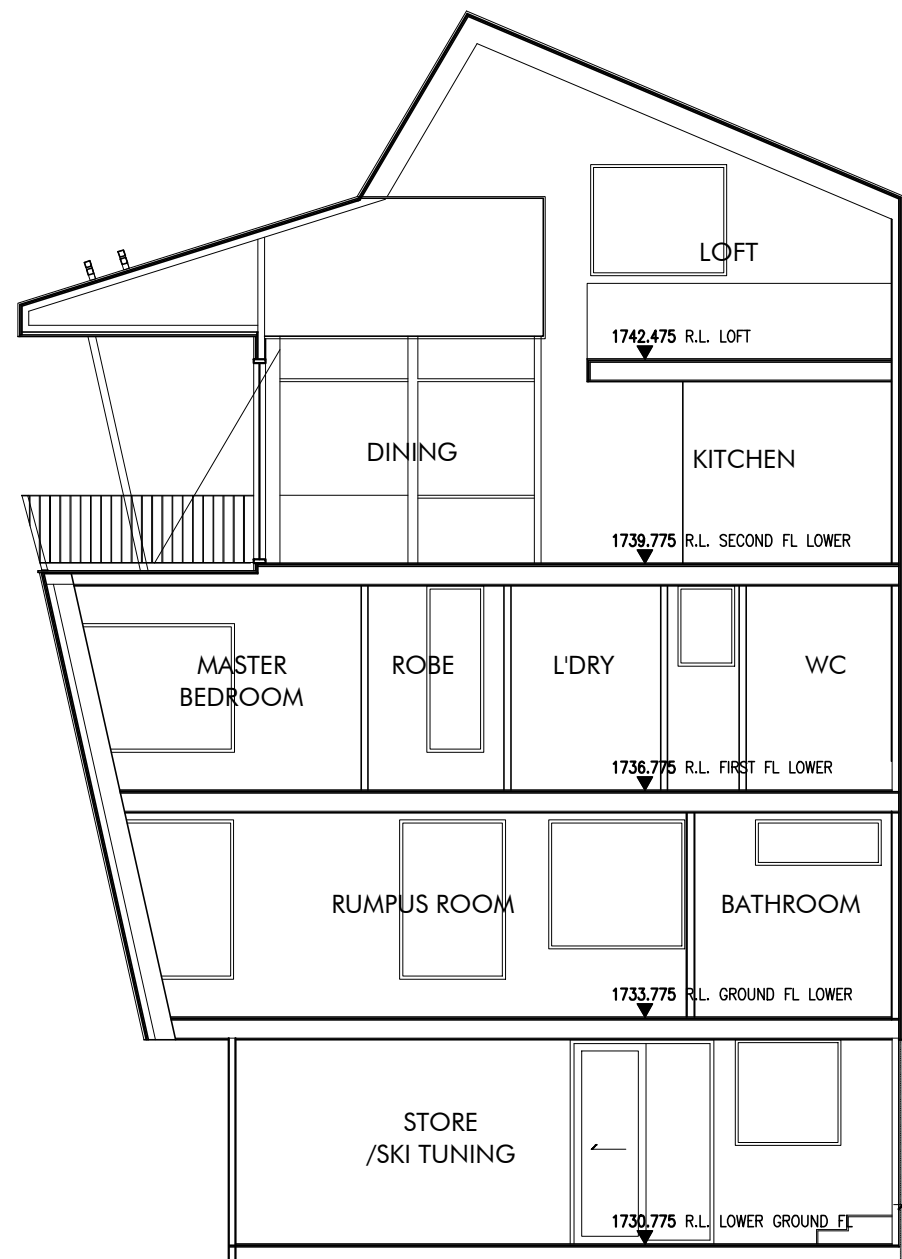 LOFT
1742.475 R.L. LOFT
DINING
KITCHEN
1739.775 R.L. SECOND FL LOWER
MASTER
BEDROOM
ROBE
L'DRY
WC
1736.775 R.L. FIRST FL LOWER
RUMPUS ROOM
BATHROOM
1733.775 R.L. GROUND FL LOWER
STORE
/SKI TUNING
1730.775 R.L. LOWER GROUND FL